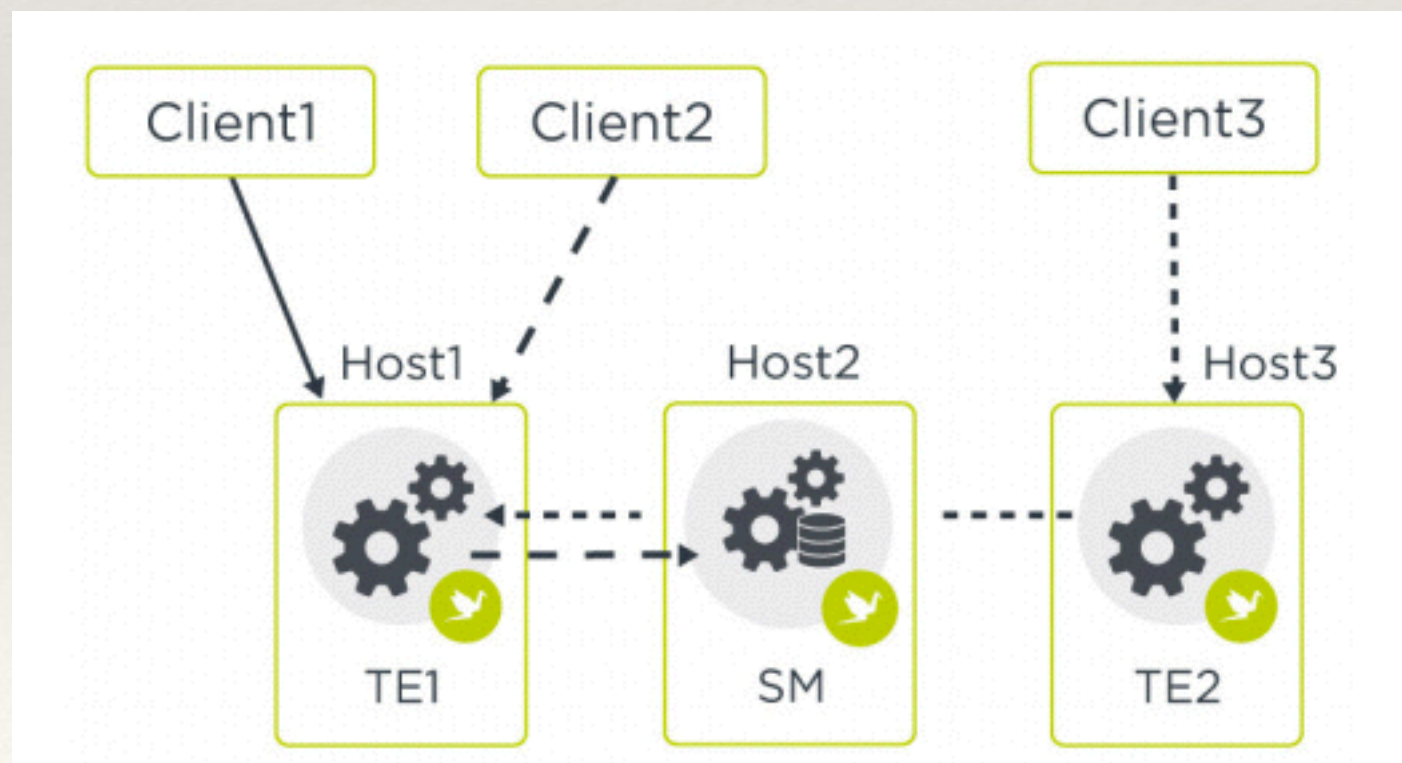 Client1
Client2
Client3
Host1
Host2
Host3
TE1
SM
TE2